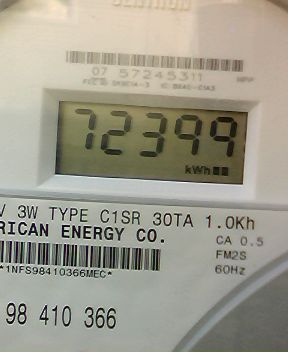 CENTRON
07 57245311
72399
kWh
V 3W TYPE C1SR 30TA 1.0Kh
RICAN ENERGY CO.
CA 0.5
FM2S
60Hz
*1NFS98410366MEC*
98 410 366